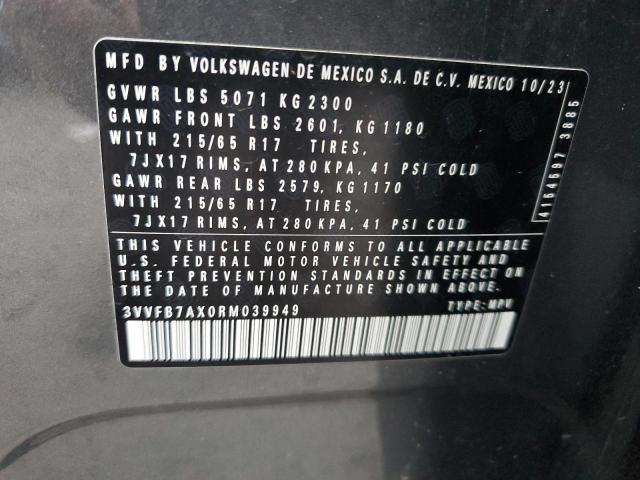 MFD BY VOLKSWAGEN DE MEXICO S.A. DE C.V. MEXICO 10/23
GVWR LBS 5071 KG 2300
GAWR FRONT LBS 2601, KG 1180
WITH 215/65 R17 TIRES,
7JX17 RIMS, AT 280 KPA, 41 PSI COLD
GAWR REAR LBS 2579, KG 1170
WITH 215/65 R17 TIRES,
7JX17 RIMS, AT 280 KPA, 41 PSI COLD
THIS VEHICLE CONFORMS TO ALL APPLICABLE
U.S. FEDERAL MOTOR VEHICLE SAFETY AND
THEFT PREVENTION STANDARDS IN EFFECT ON
THE DATE OF MANUFACTURE SHOWN ABOVE.
3VVFB7AX0RM039949 TYPE: MPV
4154597 3885